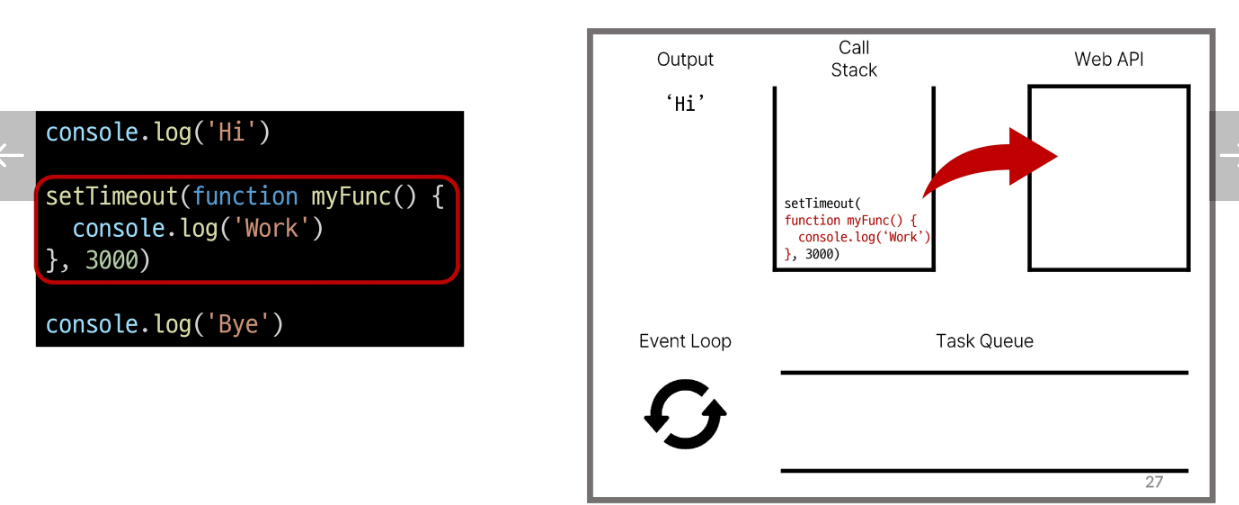 console.log('Hi')
setTimeout(function myFunc() {
  console.log('Work')
}, 3000)
console.log('Bye')
Output
Call
Stack
Web API
‘Hi’
setTimeout(
function myFunc() {
  console.log(‘Work’)
}, 3000)
Event Loop
Task Queue
27